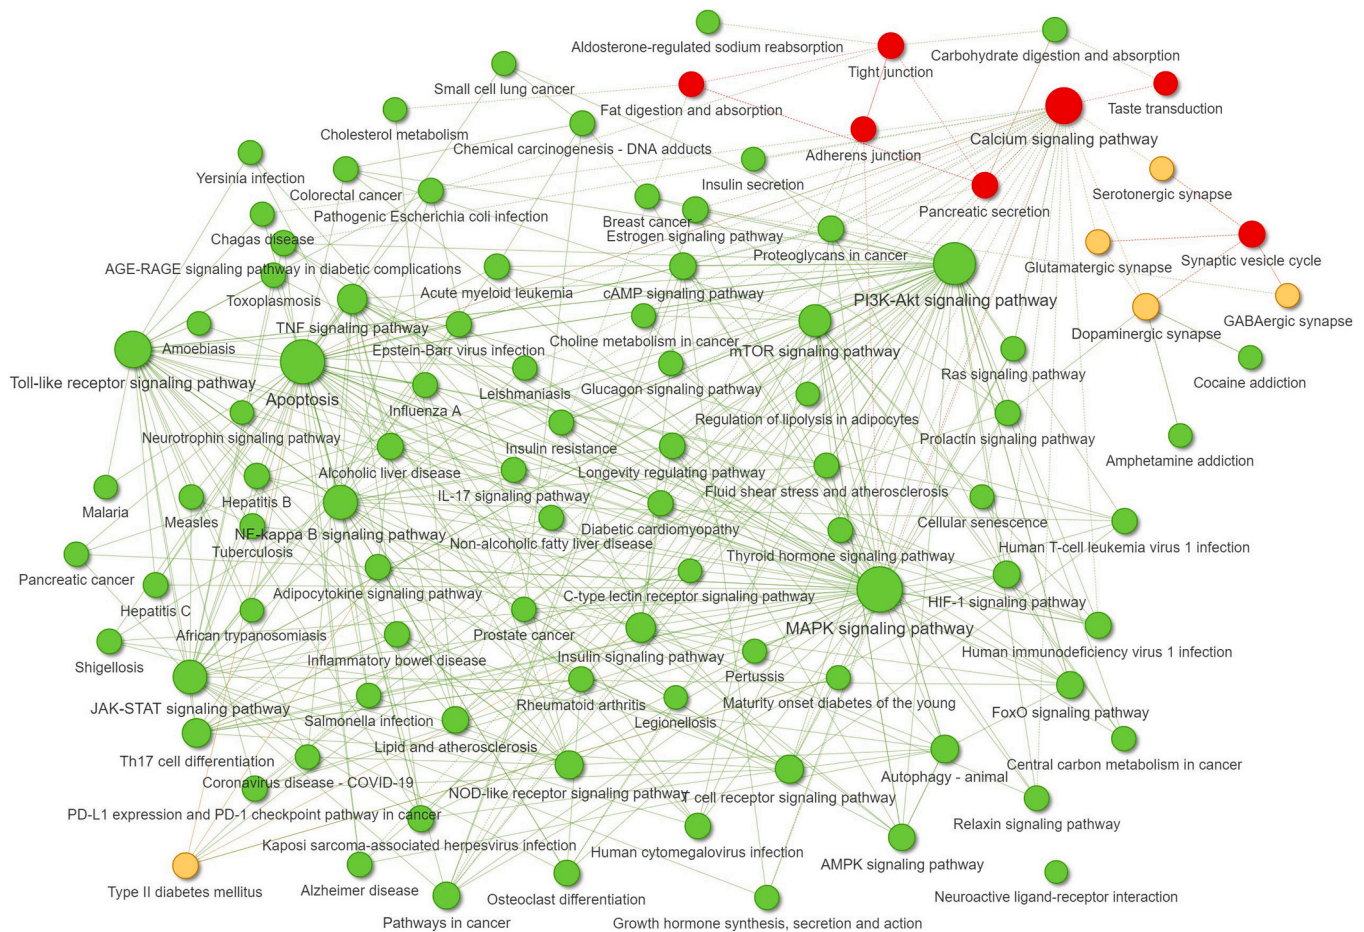 Aldosterone-regulated sodium reabsorption
Carbohydrate digestion and absorption
Tight junction
Small cell lung cancer
Fat digestion and absorption
Taste transduction
Cholesterol metabolism
Calcium signaling pathway
Chemical carcinogenesis - DNA adducts
Adherens junction
Yersinia infection
Insulin secretion
Colorectal cancer
Serotonergic synapse
Pancreatic secretion
Pathogenic Escherichia coli infection
Breast cancer
Estrogen signaling pathway
Chagas disease
Proteoglycans in cancer
Glutamatergic synapse
Synaptic vesicle cycle
AGE-RAGE signaling pathway in diabetic complications
Acute myeloid leukemia
cAMP signaling pathway
PI3K-Akt signaling pathway
Toxoplasmosis
GABAergic synapse
TNF signaling pathway
Dopaminergic synapse
Choline metabolism in cancer
Amoebiasis
Epstein-Barr virus infection
mTOR signaling pathway
Ras signaling pathway
Toll-like receptor signaling pathway
Cocaine addiction
Leishmaniasis
Glucagon signaling pathway
Apoptosis
Influenza A
Regulation of lipolysis in adipocytes
Neurotrophin signaling pathway
Prolactin signaling pathway
Insulin resistance
Amphetamine addiction
Alcoholic liver disease
Longevity regulating pathway
Fluid shear stress and atherosclerosis
IL-17 signaling pathway
Hepatitis B
Malaria
Measles
Cellular senescence
Diabetic cardiomyopathy
NF-kappa B signaling pathway
Non-alcoholic fatty liver disease
Human T-cell leukemia virus 1 infection
Tuberculosis
Thyroid hormone signaling pathway
Pancreatic cancer
Adipocytokine signaling pathway
C-type lectin receptor signaling pathway
HIF-1 signaling pathway
Hepatitis C
MAPK signaling pathway
African trypanosomiasis
Prostate cancer
Human immunodeficiency virus 1 infection
Insulin signaling pathway
Inflammatory bowel disease
Shigellosis
Pertussis
Maturity onset diabetes of the young
Rheumatoid arthritis
JAK-STAT signaling pathway
FoxO signaling pathway
Salmonella infection
Legionellosis
Lipid and atherosclerosis
Th17 cell differentiation
Central carbon metabolism in cancer
Autophagy - animal
Coronavirus disease - COVID-19
NOD-like receptor signaling pathway
T cell receptor signaling pathway
PD-L1 expression and PD-1 checkpoint pathway in cancer
Relaxin signaling pathway
Kaposi sarcoma-associated herpesvirus infection
Human cytomegalovirus infection
AMPK signaling pathway
Type II diabetes mellitus
Alzheimer disease
Neuroactive ligand-receptor interaction
Osteoclast differentiation
Pathways in cancer
Growth hormone synthesis, secretion and action